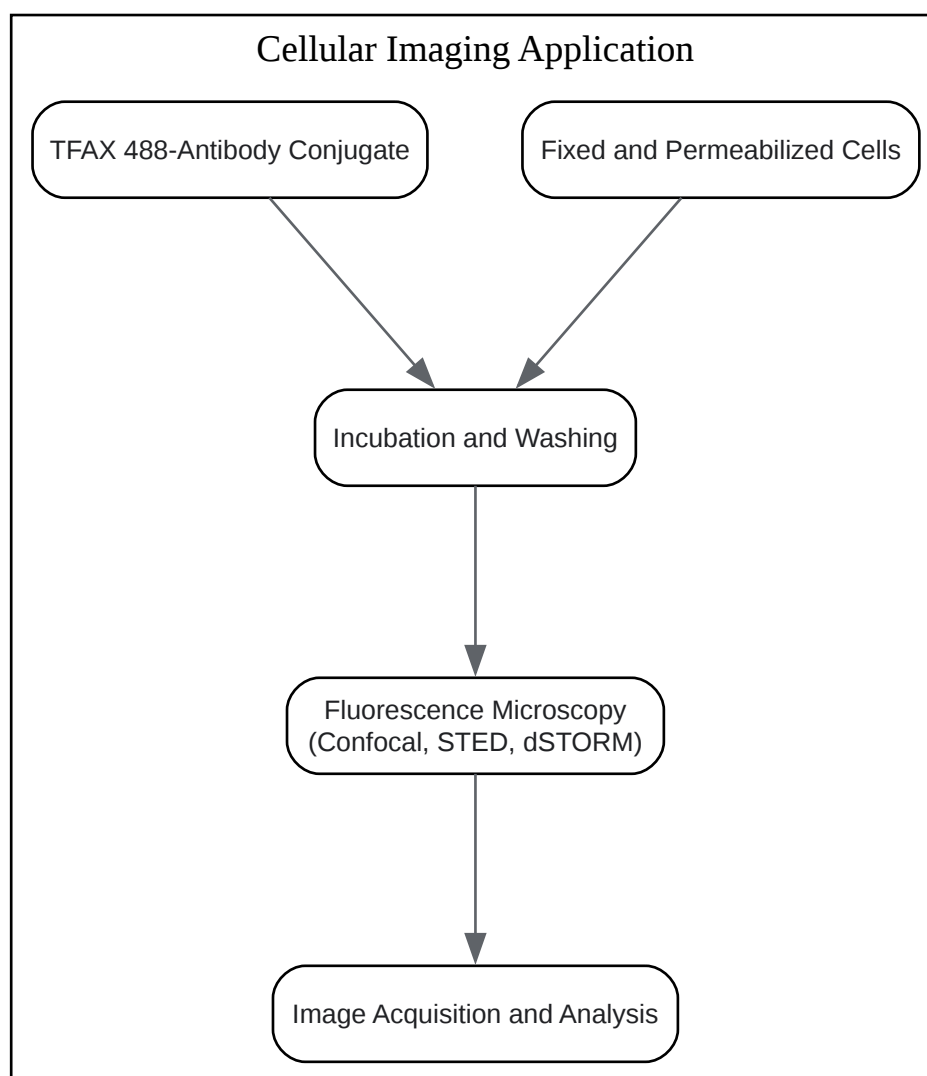 Cellular Imaging Application
TFAX 488-Antibody Conjugate
Fixed and Permeabilized Cells
Incubation and Washing
Fluorescence Microscopy
(Confocal, STED, dSTORM)
Image Acquisition and Analysis